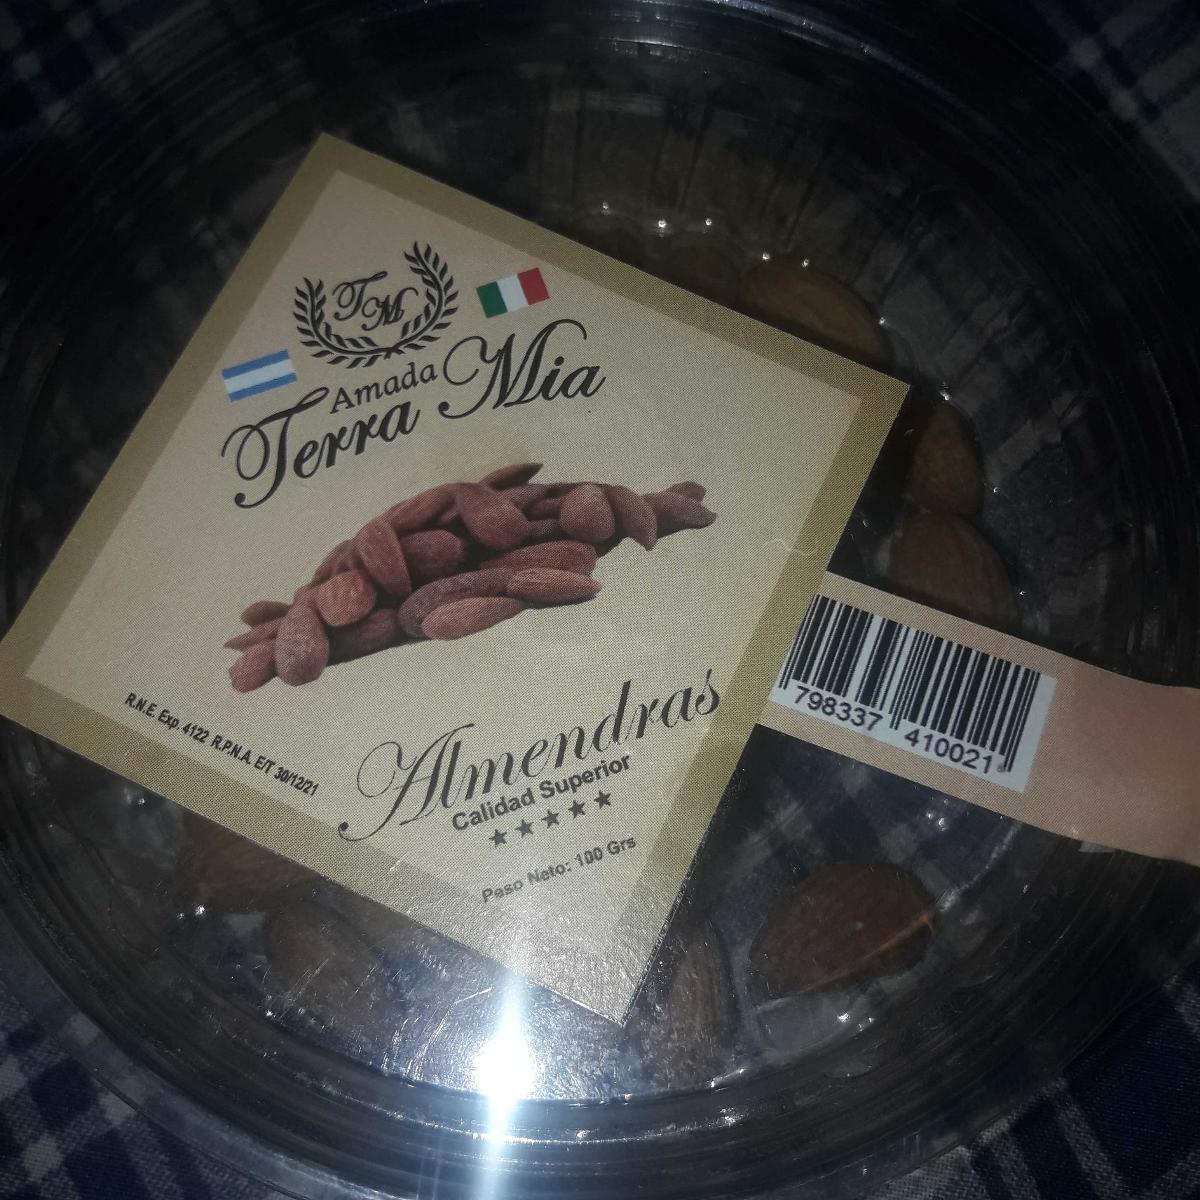 TM
Amada
Terra Mia
Almendras
Calidad Superior
Peso Neto: 100 Grs
R.N.E. Exp. 4122 R.P.N.A. E/T 30/12/21
798337 410021